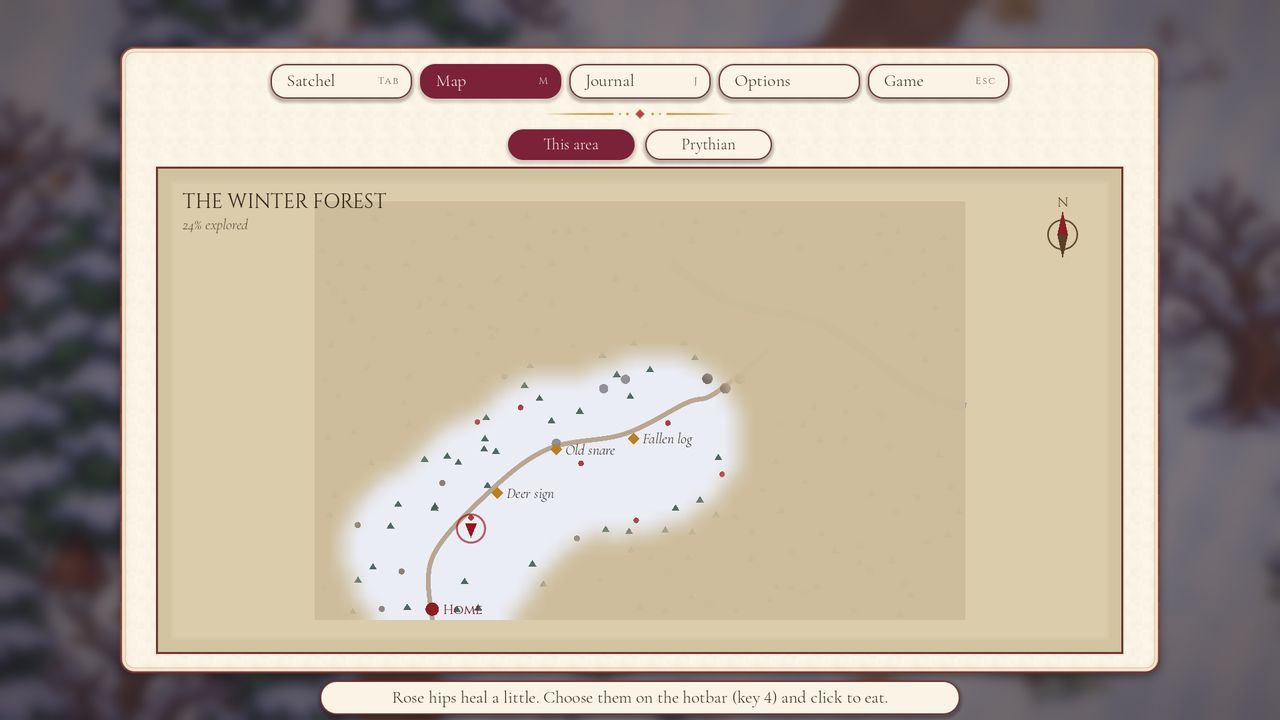 Satchel TAB
Map M
Journal J
Options
Game ESC
This area
Prythian
THE WINTER FOREST
24% explored
N
Fallen log
Old snare
Deer sign
HOME
Rose hips heal a little. Choose them on the hotbar (key 4) and click to eat.